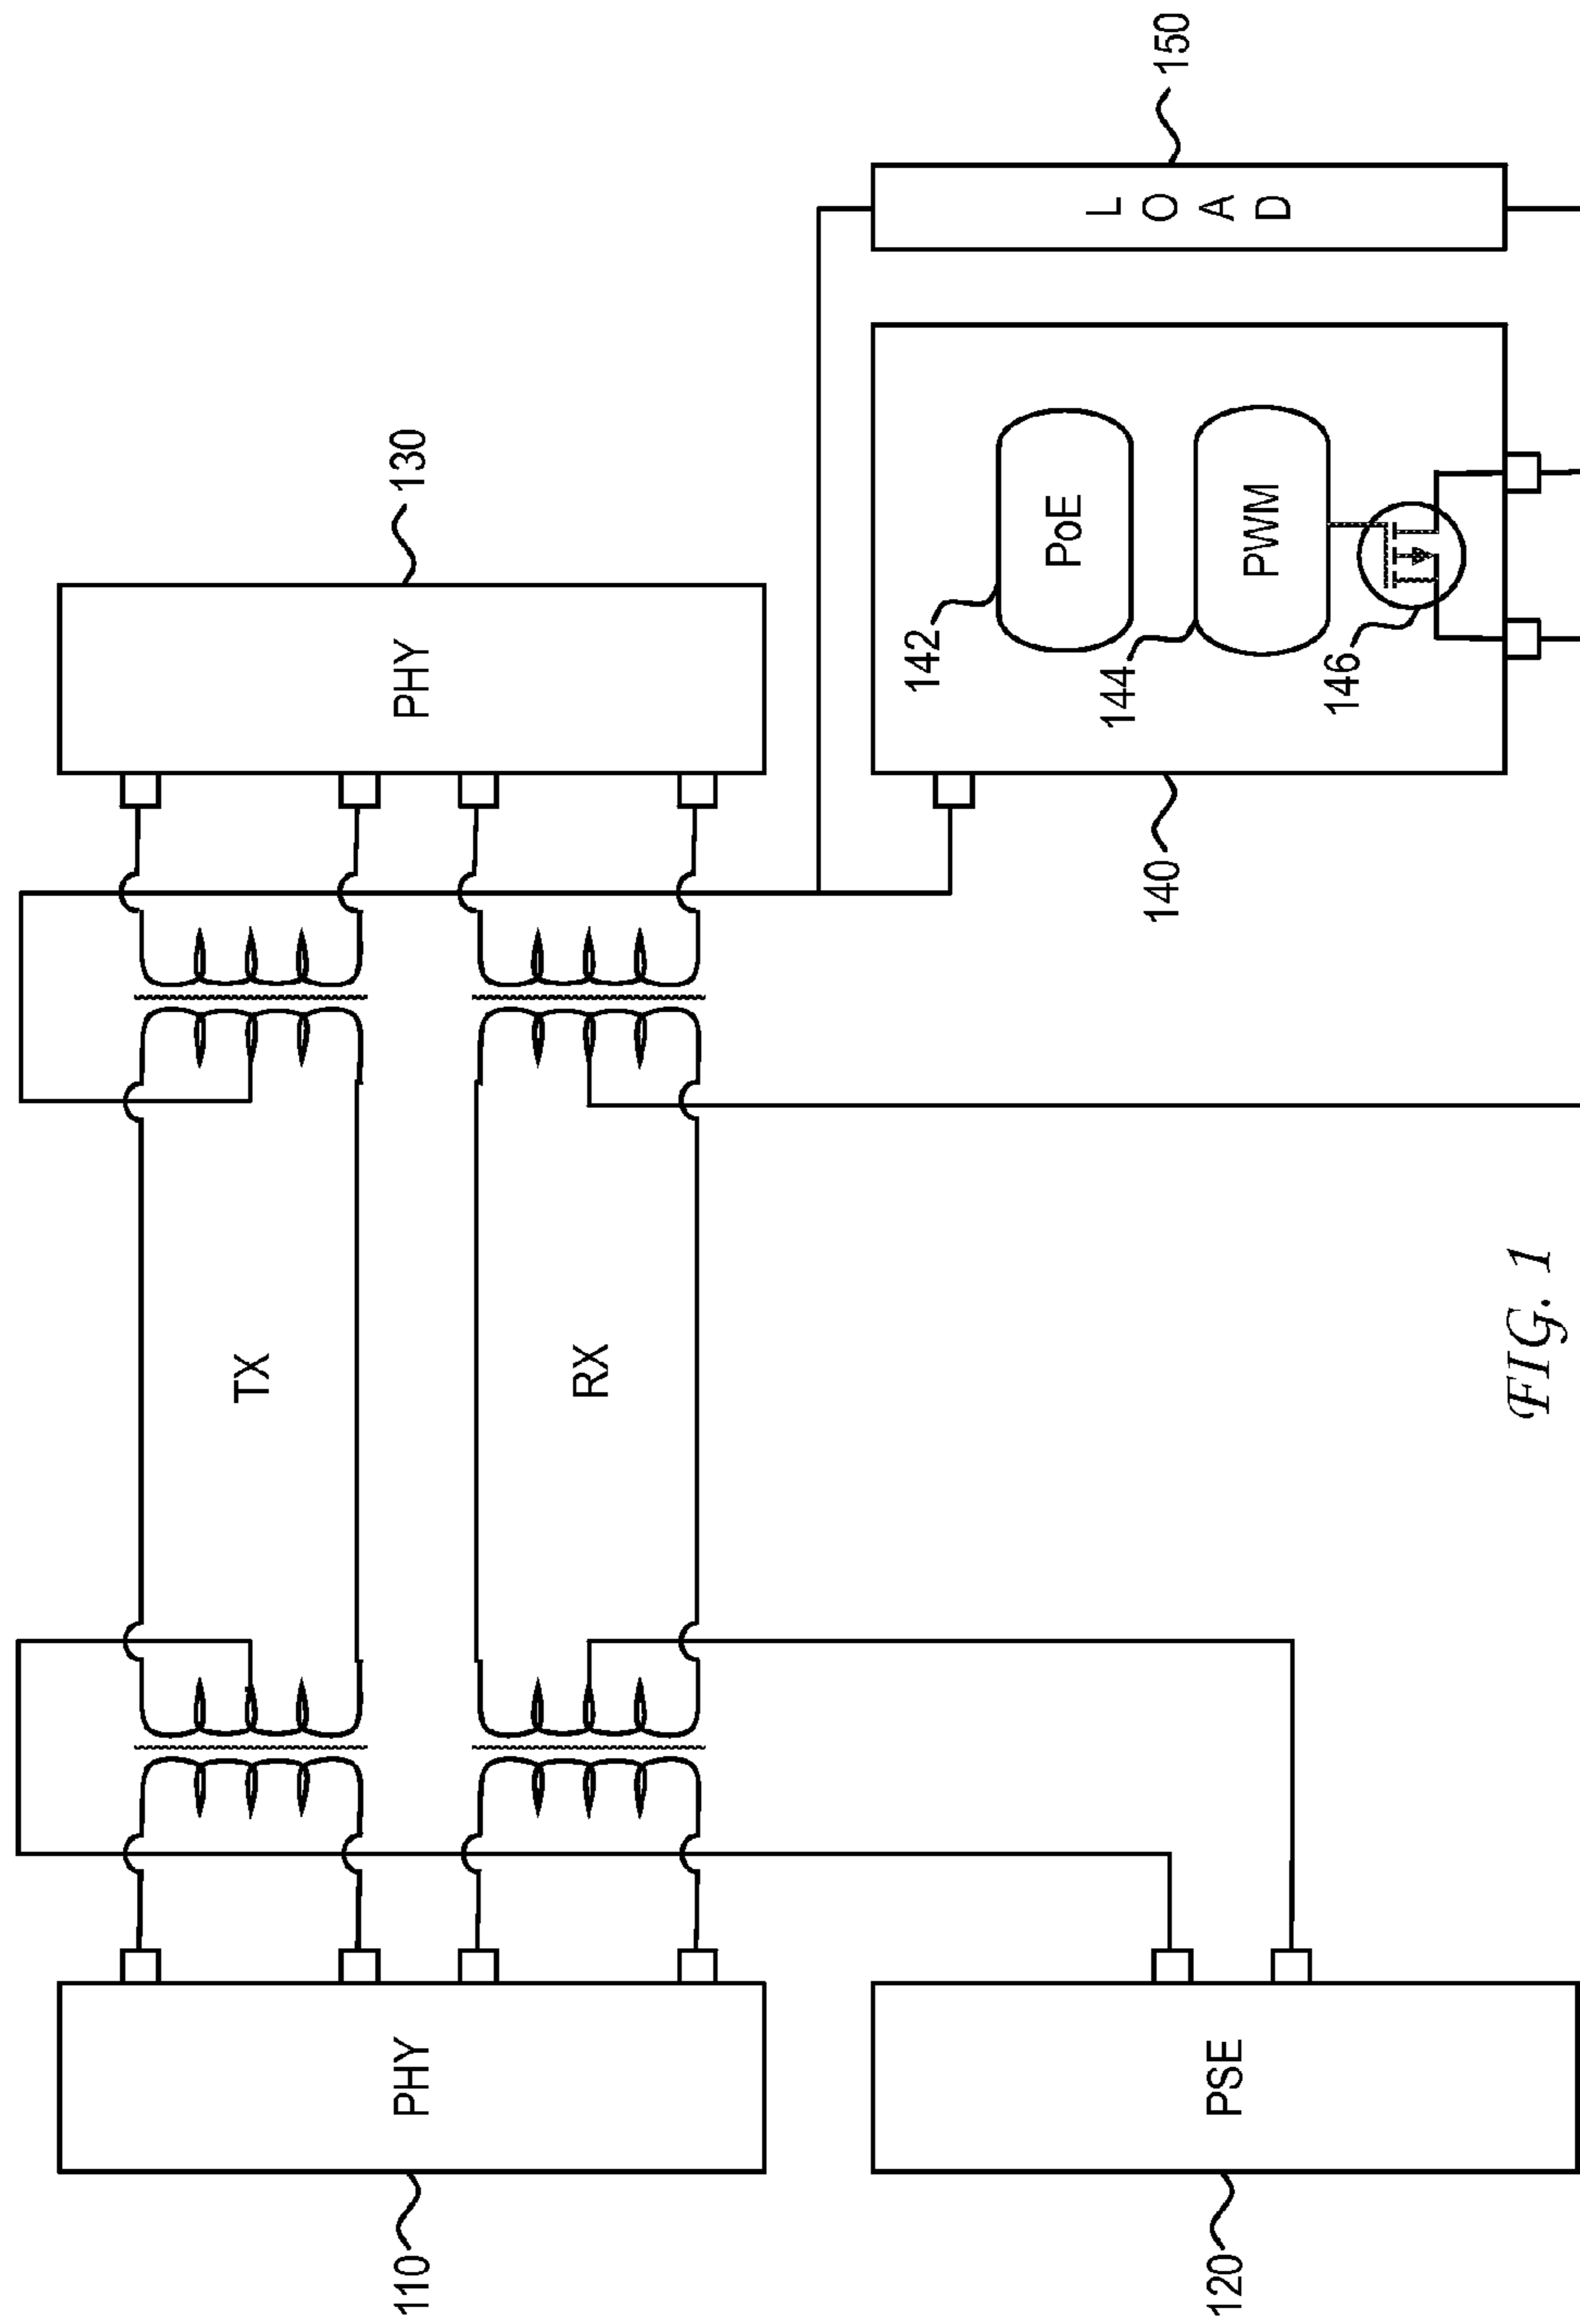 110
PHY
TX
RX
PHY
130
120
PSE
140
142
PoE
144
PWM
146
LOAD
150
FIG. 1